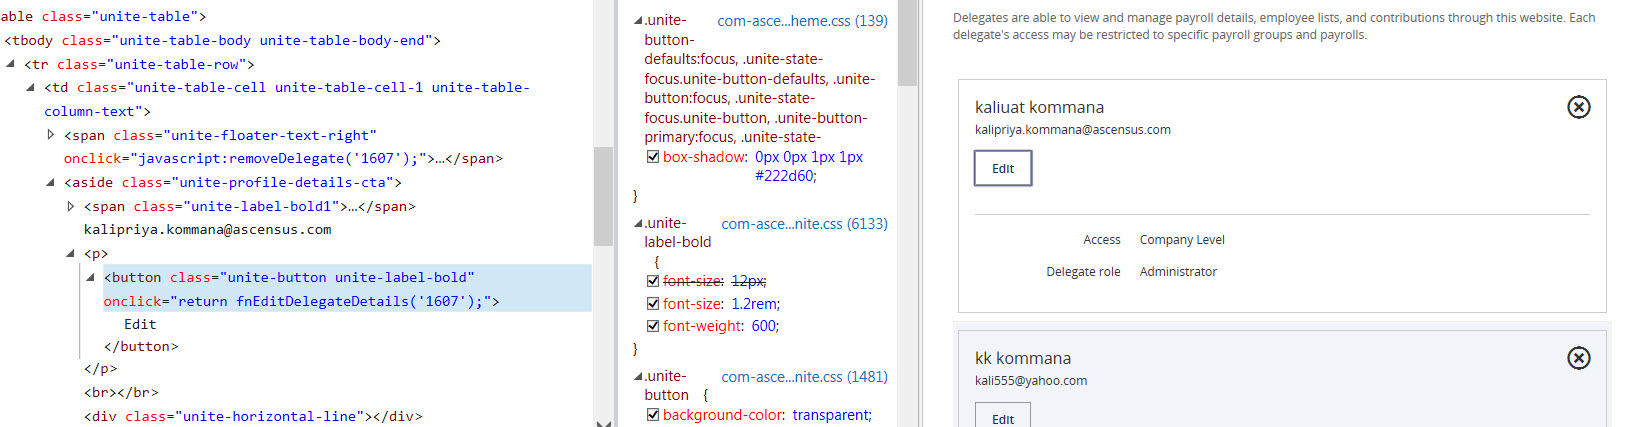 able class="unite-table">
<tbody class="unite-table-body unite-table-body-end">
<tr class="unite-table-row">
<td class="unite-table-cell unite-table-cell-1 unite-table-
column-text">
<span class="unite-floater-text-right"
onclick="javascript:removeDelegate('1607');">…</span>
<aside class="unite-profile-details-cta">
<span class="unite-label-bold1">…</span>
kalipriya.kommana@ascensus.com
<p>
<button class="unite-button unite-label-bold"
onclick="return fnEditDelegateDetails('1607');">
Edit
</button>
</p>
<br></br>
<div class="unite-horizontal-line"></div>
.unite- com-asce...heme.css (139)
button-
defaults:focus, .unite-state-
focus.unite-button-defaults, .unite-
button:focus, .unite-state-
focus.unite-button, .unite-button-
primary:focus, .unite-state-
box-shadow: 0px 0px 1px 1px
#222d60;
}
.unite- com-asce...nite.css (6133)
label-bold
{
font-size: 12px;
font-size: 1.2rem;
font-weight: 600;
}
.unite- com-asce...nite.css (1481)
button {
background-color: transparent;
Delegates are able to view and manage payroll details, employee lists, and contributions through this website. Each
delegate's access may be restricted to specific payroll groups and payrolls.
kaliuat kommana
kalipriya.kommana@ascensus.com
Edit
Access Company Level
Delegate role Administrator
kk kommana
kali555@yahoo.com
Edit